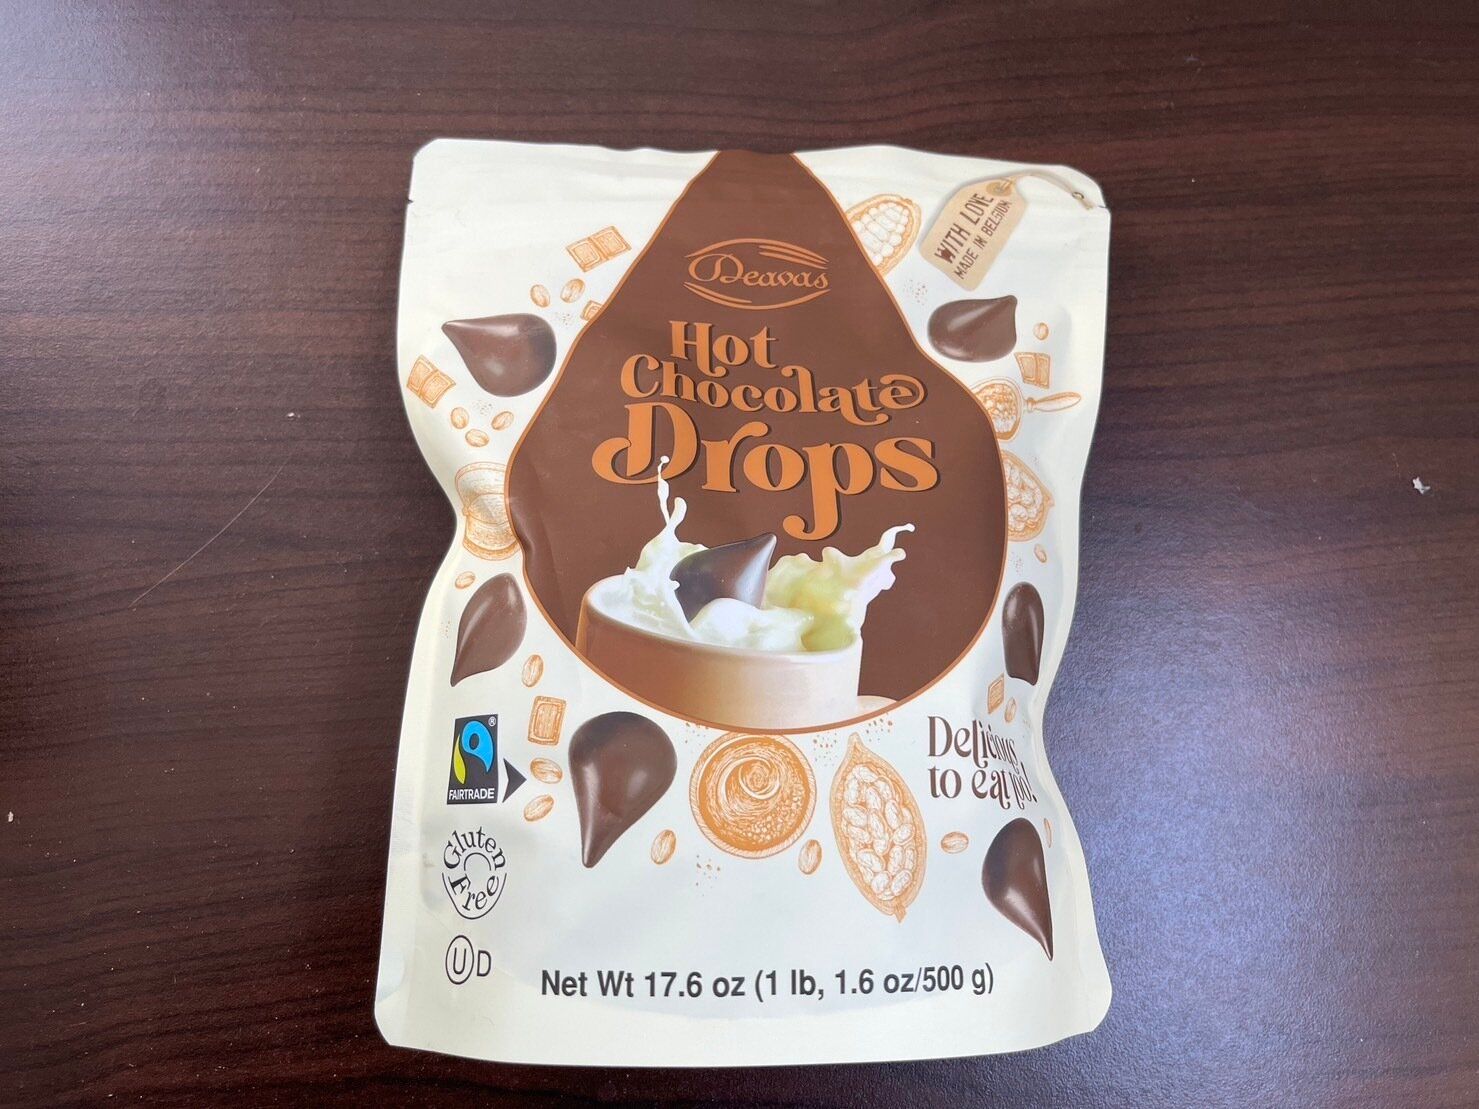 WITH LOVE
MADE IN BELGIUM
Deavas
Hot
Chocolate
Drops
Delicious
to eat too!
®
FAIRTRADE
Gluten
Free
U D
Net Wt 17.6 oz (1 lb, 1.6 oz/500 g)